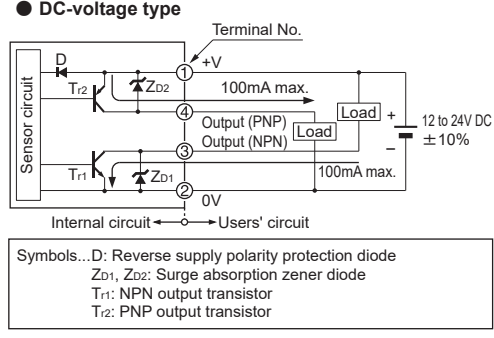 ● DC-voltage type
Terminal No.
D
1
+V
Tr2
ZD2
100mA max.
4
Output (PNP)
Load
Load
+
12 to 24V DC
±10%
Sensor circuit
Output (NPN)
3
−
Tr1
ZD1
100mA max.
2
0V
Internal circuit
Users' circuit
Symbols...D: Reverse supply polarity protection diode
ZD1, ZD2: Surge absorption zener diode
Tr1: NPN output transistor
Tr2: PNP output transistor